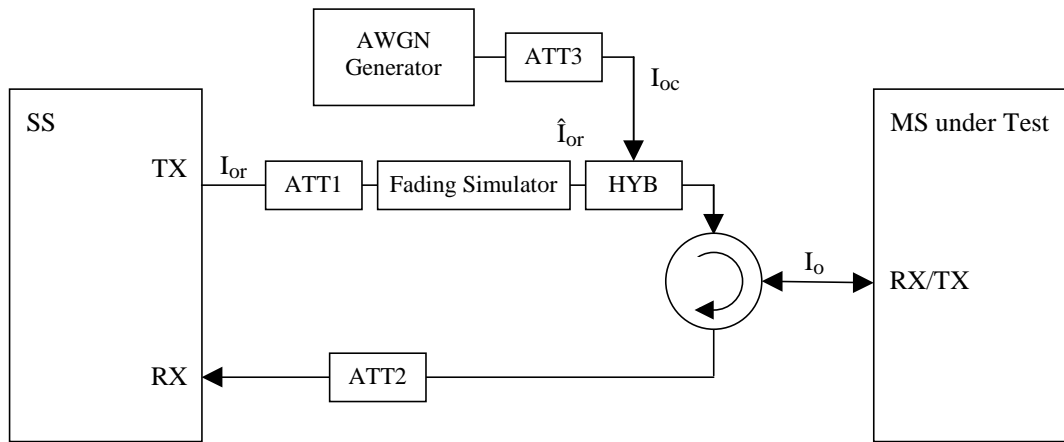 AWGN
Generator
ATT3
I_oc
SS
MS under Test
Î_or
TX
I_or
ATT1
Fading Simulator
HYB
I_o
RX/TX
RX
ATT2